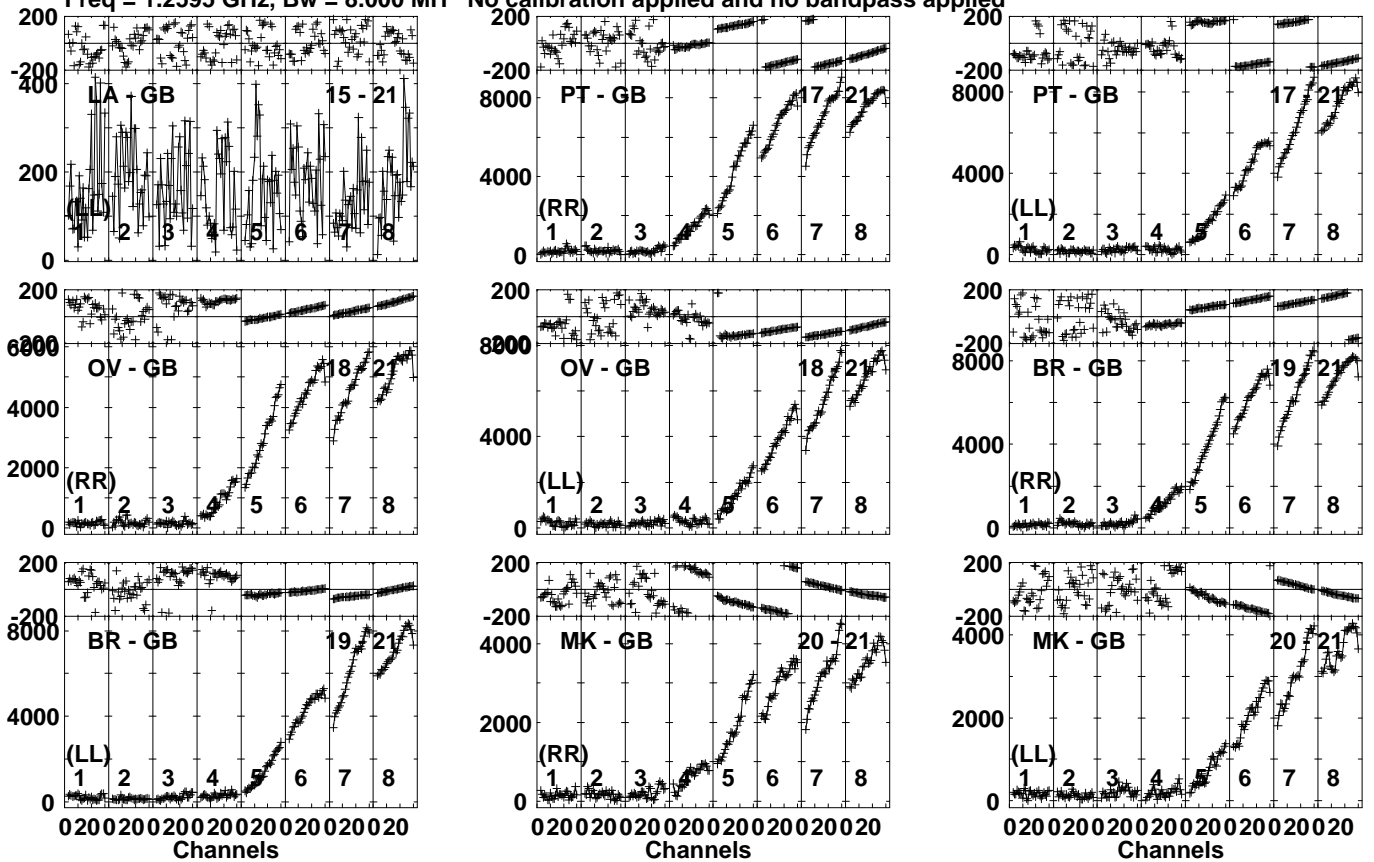 Freq = 1.2595 GHz, Bw = 8.000 MH No calibration applied and no bandpass applied
200 200 200
-200 -200 -200
400 8000 8000
LA - GB 15 - 21 PT - GB 17 - 21 PT - GB 17 - 21
200 4000 4000
(LL) (RR) (LL)
1 2 3 4 5 6 7 8 1 2 3 4 5 6 7 8 1 2 3 4 5 6 7 8
0 0 0
200 200 200
-200 -200 -200
6000 8000 8000
OV - GB 18 - 21 OV - GB 18 - 21 BR - GB 19 - 21
4000 4000 4000
2000
(RR) (LL) (RR)
1 2 3 4 5 6 7 8 1 2 3 4 5 6 7 8 1 2 3 4 5 6 7 8
0 0 0
200 200 200
-200 -200 -200
8000 4000 4000
BR - GB 19 - 21 MK - GB 20 - 21 MK - GB 20 - 21
4000 2000 2000
(LL) (RR) (LL)
1 2 3 4 5 6 7 8 1 2 3 4 5 6 7 8 1 2 3 4 5 6 7 8
0 0 0
0 20 0 20 0 20 0 20 0 20 0 20 0 20 0 20 0 20 0 20 0 20 0 20 0 20 0 20 0 20 0 20 0 20 0 20 0 20 0 20 0 20 0 20 0 20 0 20
Channels Channels Channels